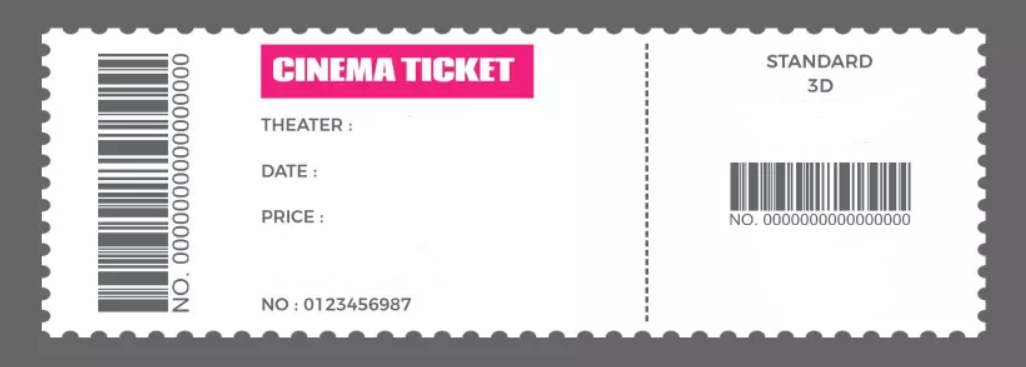 NO. 0000000000000000
CINEMA TICKET
THEATER :
DATE :
PRICE :
NO : 0123456987
STANDARD
3D
NO. 0000000000000000